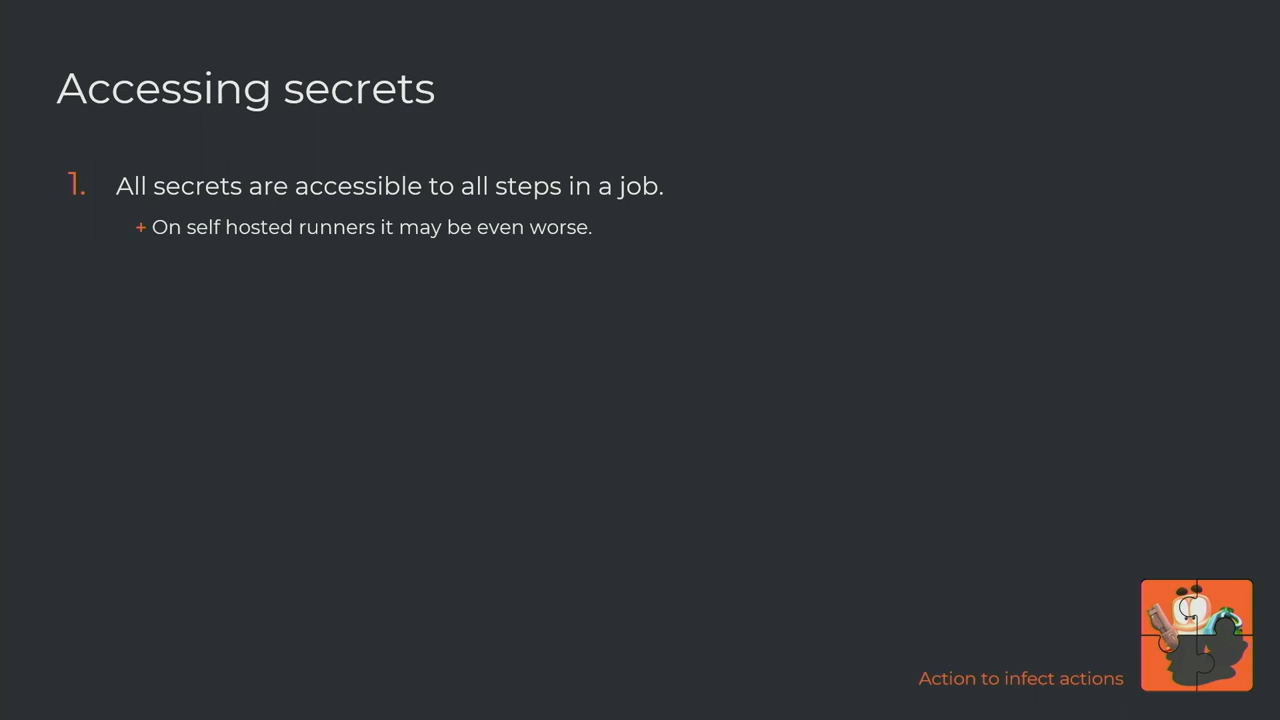 Accessing secrets
1. All secrets are accessible to all steps in a job.
+ On self hosted runners it may be even worse.
Action to infect actions